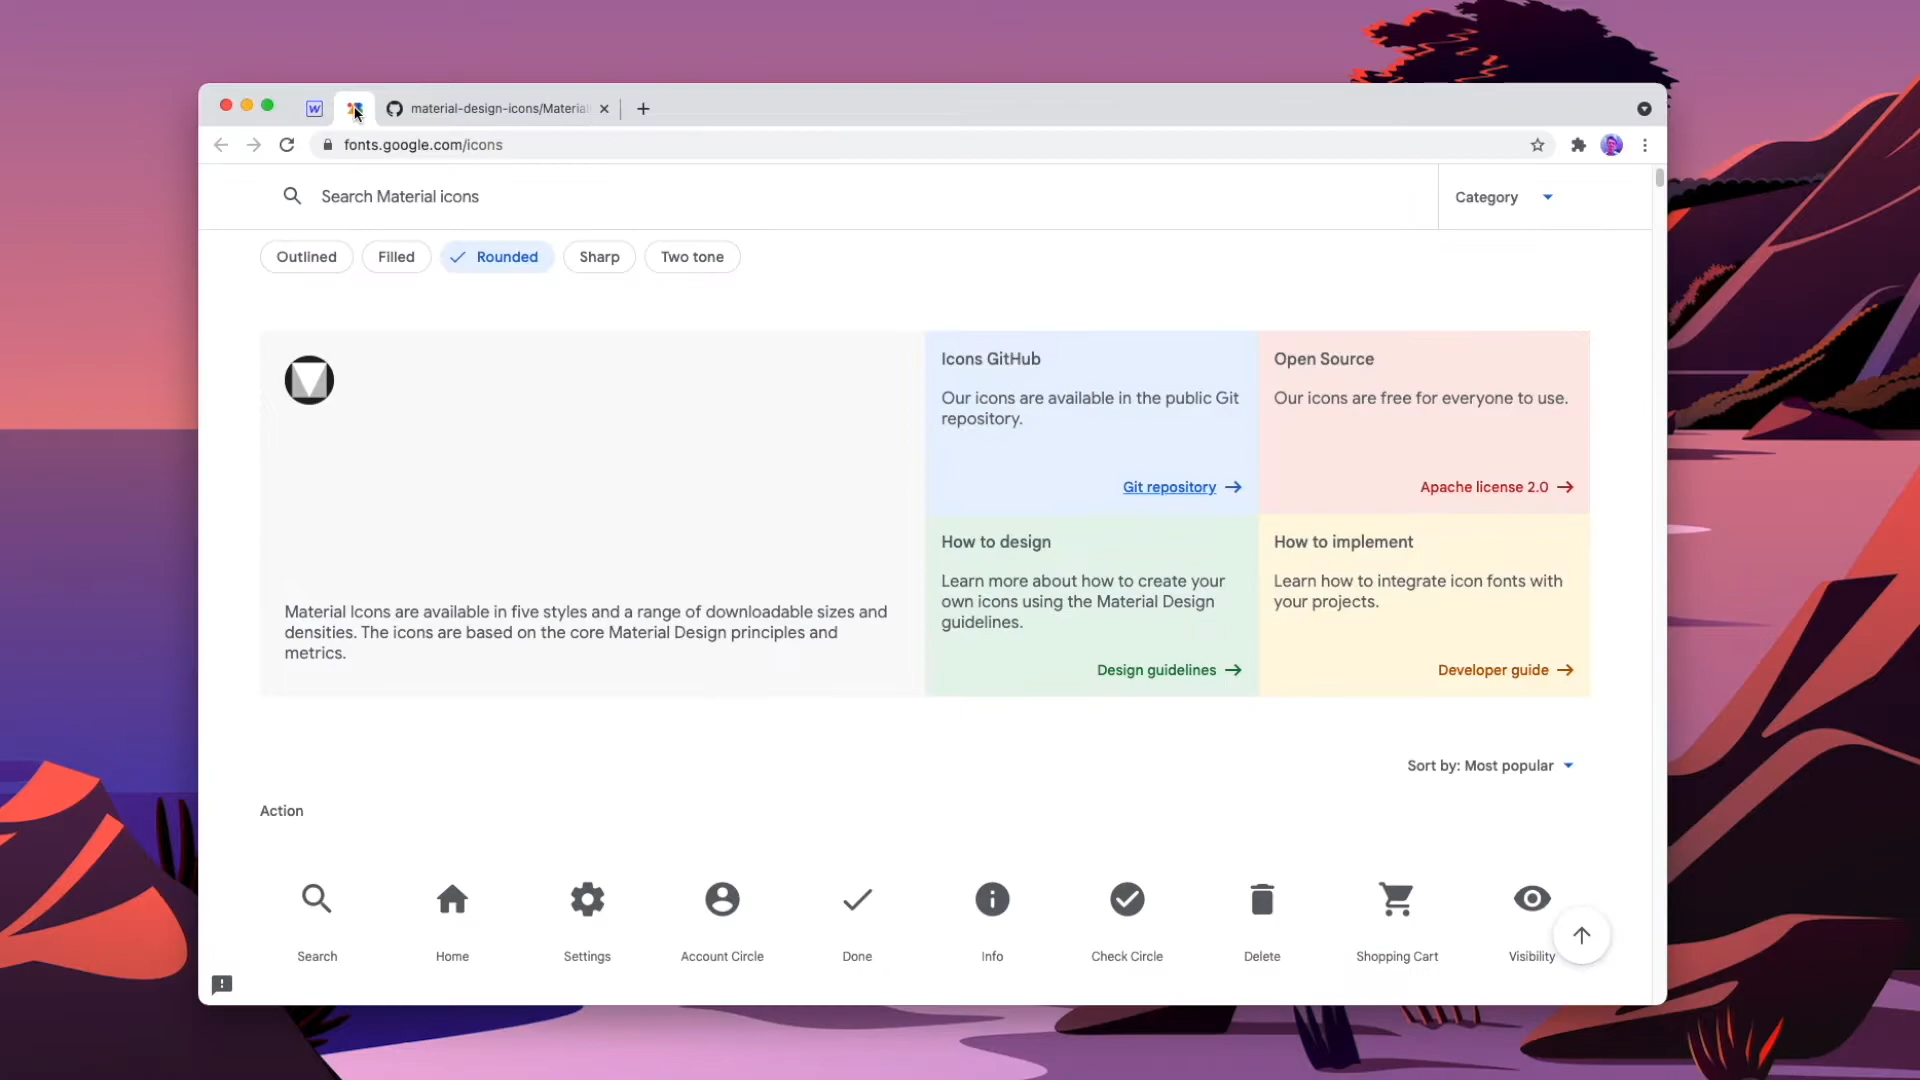 W
material-design-icons/Material
fonts.google.com/icons
Search Material icons
Category
Outlined
Filled
Rounded
Sharp
Two tone
Icons GitHub
Our icons are available in the public Git
repository.
Git repository
Open Source
Our icons are free for everyone to use.
Apache license 2.0
Material Icons are available in five styles and a range of downloadable sizes and
densities. The icons are based on the core Material Design principles and
metrics.
How to design
Learn more about how to create your
own icons using the Material Design
guidelines.
Design guidelines
How to implement
Learn how to integrate icon fonts with
your projects.
Developer guide
Sort by: Most popular
Action
Search
Home
Settings
Account Circle
Done
Info
Check Circle
Delete
Shopping Cart
Visibility